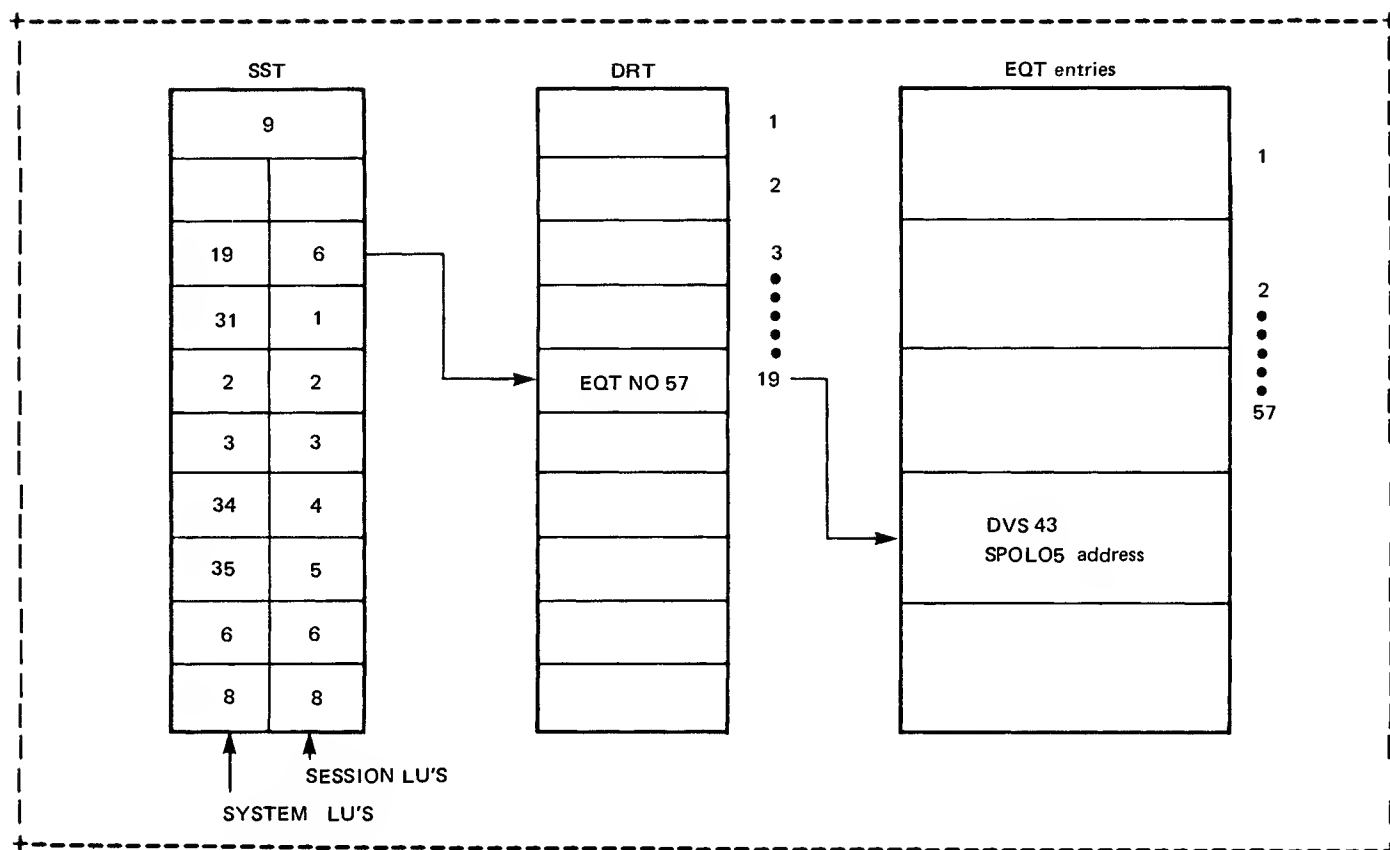 SST
9
19 6
31 1
2 2
3 3
34 4
35 5
6 6
8 8
SESSION LU'S
SYSTEM LU'S
DRT
1
2
3
EQT NO 57
19
EQT entries
1
2
57
DVS 43
SPOLO5 address